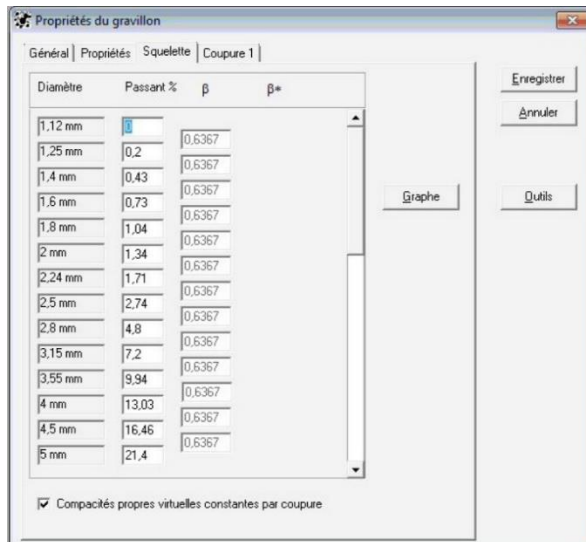 Propriétés du gravillon
Général Propriétés Squelette Coupure 1
Diamètre Passant % β β*
1,12 mm 0
0,6367
1,25 mm 0,2
0,6367
1,4 mm 0,43
0,6367
1,6 mm 0,73
0,6367
1,8 mm 1,04
0,6367
2 mm 1,34
0,6367
2,24 mm 1,71
0,6367
2,5 mm 2,74
0,6367
2,8 mm 4,8
0,6367
3,15 mm 7,2
0,6367
3,55 mm 9,94
0,6367
4 mm 13,03
0,6367
4,5 mm 16,46
0,6367
5 mm 21,4
Compacités propres virtuelles constantes par coupure
Graphe
Enregistrer
Annuler
Outils